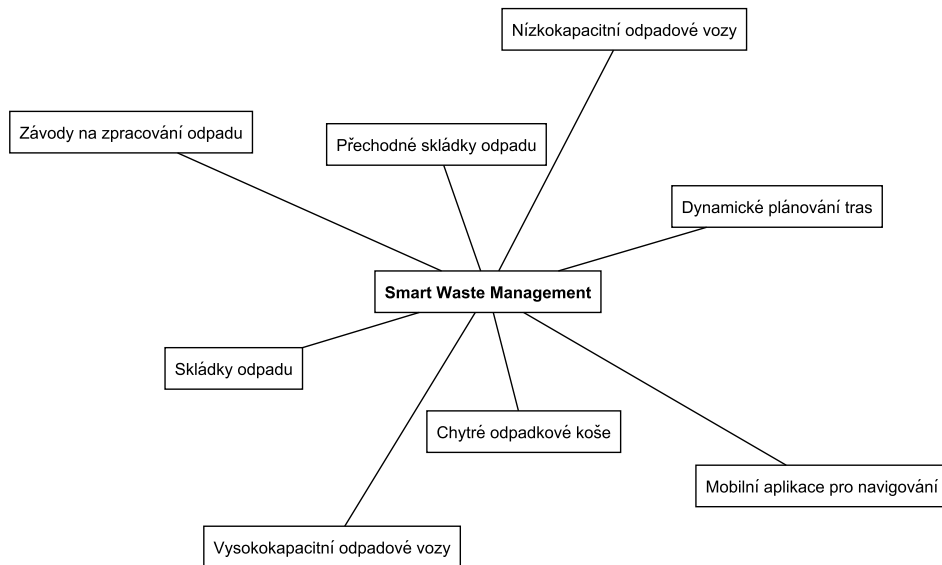 Nízkokapacitní odpadové vozy
Závody na zpracování odpadu
Přechodné skládky odpadu
Dynamické plánování tras
Smart Waste Management
Skládky odpadu
Chytré odpadkové koše
Mobilní aplikace pro navigování
Vysokokapacitní odpadové vozy